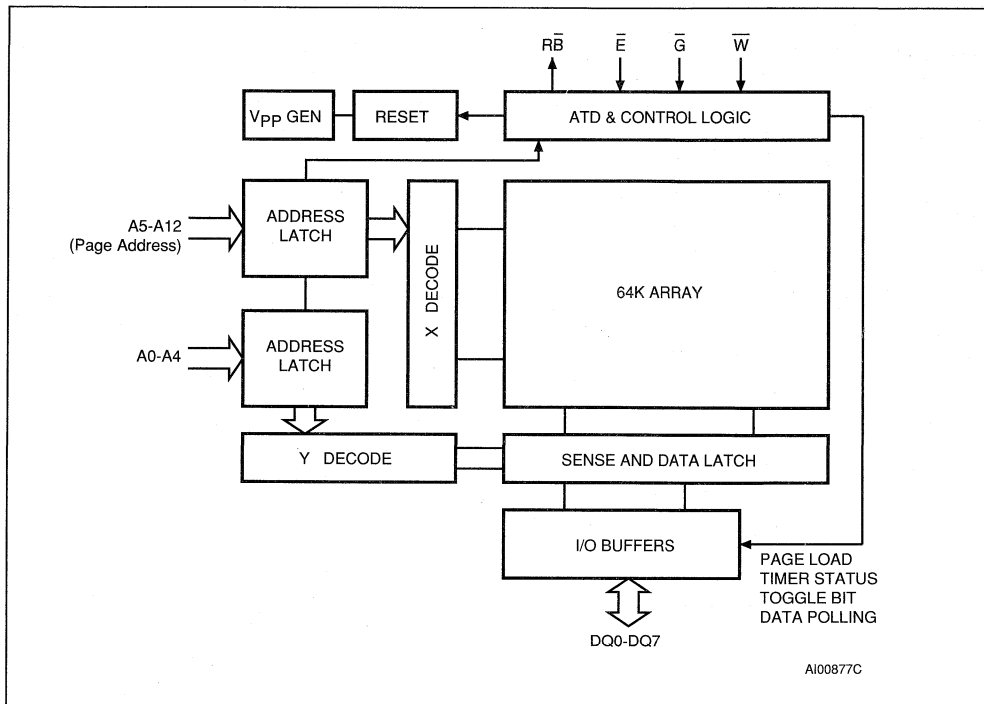 RB̅ E̅ G̅ W̅
VPP GEN
RESET
ATD & CONTROL LOGIC
A5-A12
(Page Address)
ADDRESS
LATCH
X DECODE
64K ARRAY
A0-A4
ADDRESS
LATCH
Y DECODE
SENSE AND DATA LATCH
I/O BUFFERS
PAGE LOAD
TIMER STATUS
TOGGLE BIT
DATA POLLING
DQ0-DQ7
AI00877C